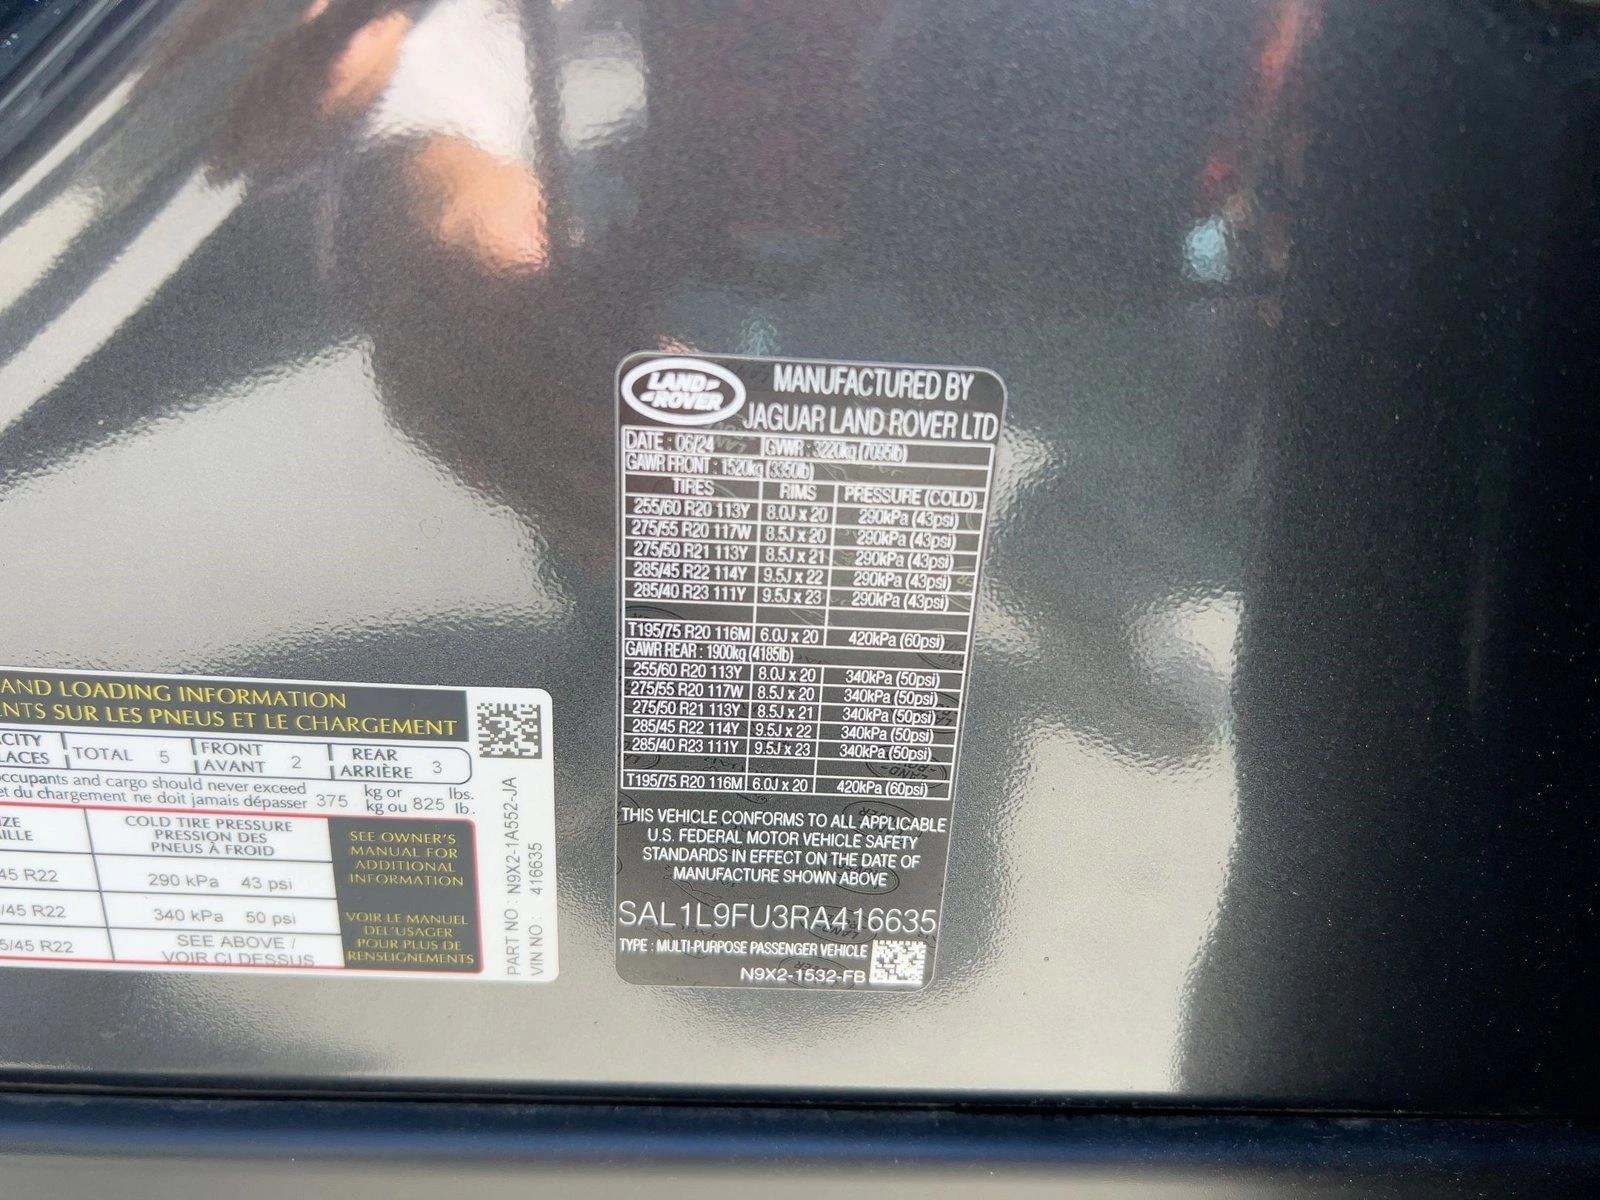 LAND
ROVER
MANUFACTURED BY
JAGUAR LAND ROVER LTD
DATE : 06/24 GVWR : 3220kg (7095lb)
GAWR FRONT : 1520kg (3350lb)
TIRES RIMS PRESSURE (COLD)
255/60 R20 113Y 8.0J x 20 290kPa (43psi)
275/55 R20 117W 8.5J x 20 290kPa (43psi)
275/50 R21 113Y 8.5J x 21 290kPa (43psi)
285/45 R22 114Y 9.5J x 22 290kPa (43psi)
285/40 R23 111Y 9.5J x 23 290kPa (43psi)
T195/75 R20 116M 6.0J x 20 420kPa (60psi)
GAWR REAR : 1900kg (4185lb)
255/60 R20 113Y 8.0J x 20 340kPa (50psi)
275/55 R20 117W 8.5J x 20 340kPa (50psi)
275/50 R21 113Y 8.5J x 21 340kPa (50psi)
285/45 R22 114Y 9.5J x 22 340kPa (50psi)
285/40 R23 111Y 9.5J x 23 340kPa (50psi)
T195/75 R20 116M 6.0J x 20 420kPa (60psi)
THIS VEHICLE CONFORMS TO ALL APPLICABLE
U.S. FEDERAL MOTOR VEHICLE SAFETY
STANDARDS IN EFFECT ON THE DATE OF
MANUFACTURE SHOWN ABOVE
SAL1L9FU3RA416635
TYPE : MULTI-PURPOSE PASSENGER VEHICLE
N9X2-1532-FB
AND LOADING INFORMATION
ENTS SUR LES PNEUS ET LE CHARGEMENT
ACITY TOTAL 5 FRONT 2 REAR 3
LACES AVANT ARRIÈRE
occupants and cargo should never exceed 375 kg or 825 lbs.
et du chargement ne doit jamais dépasser kg ou lb.
IZE COLD TIRE PRESSURE
AILLE PRESSION DES
PNEUS À FROID
45 R22 290 kPa 43 psi
/45 R22 340 kPa 50 psi
5/45 R22 SEE ABOVE /
VOIR CI DESSUS
SEE OWNER'S
MANUAL FOR
ADDITIONAL
INFORMATION
VOIR LE MANUEL
DEL'USAGER
POUR PLUS DE
RENSEIGNEMENTS
PART NO : N9X2-1A552-JA
VIN NO : 416635